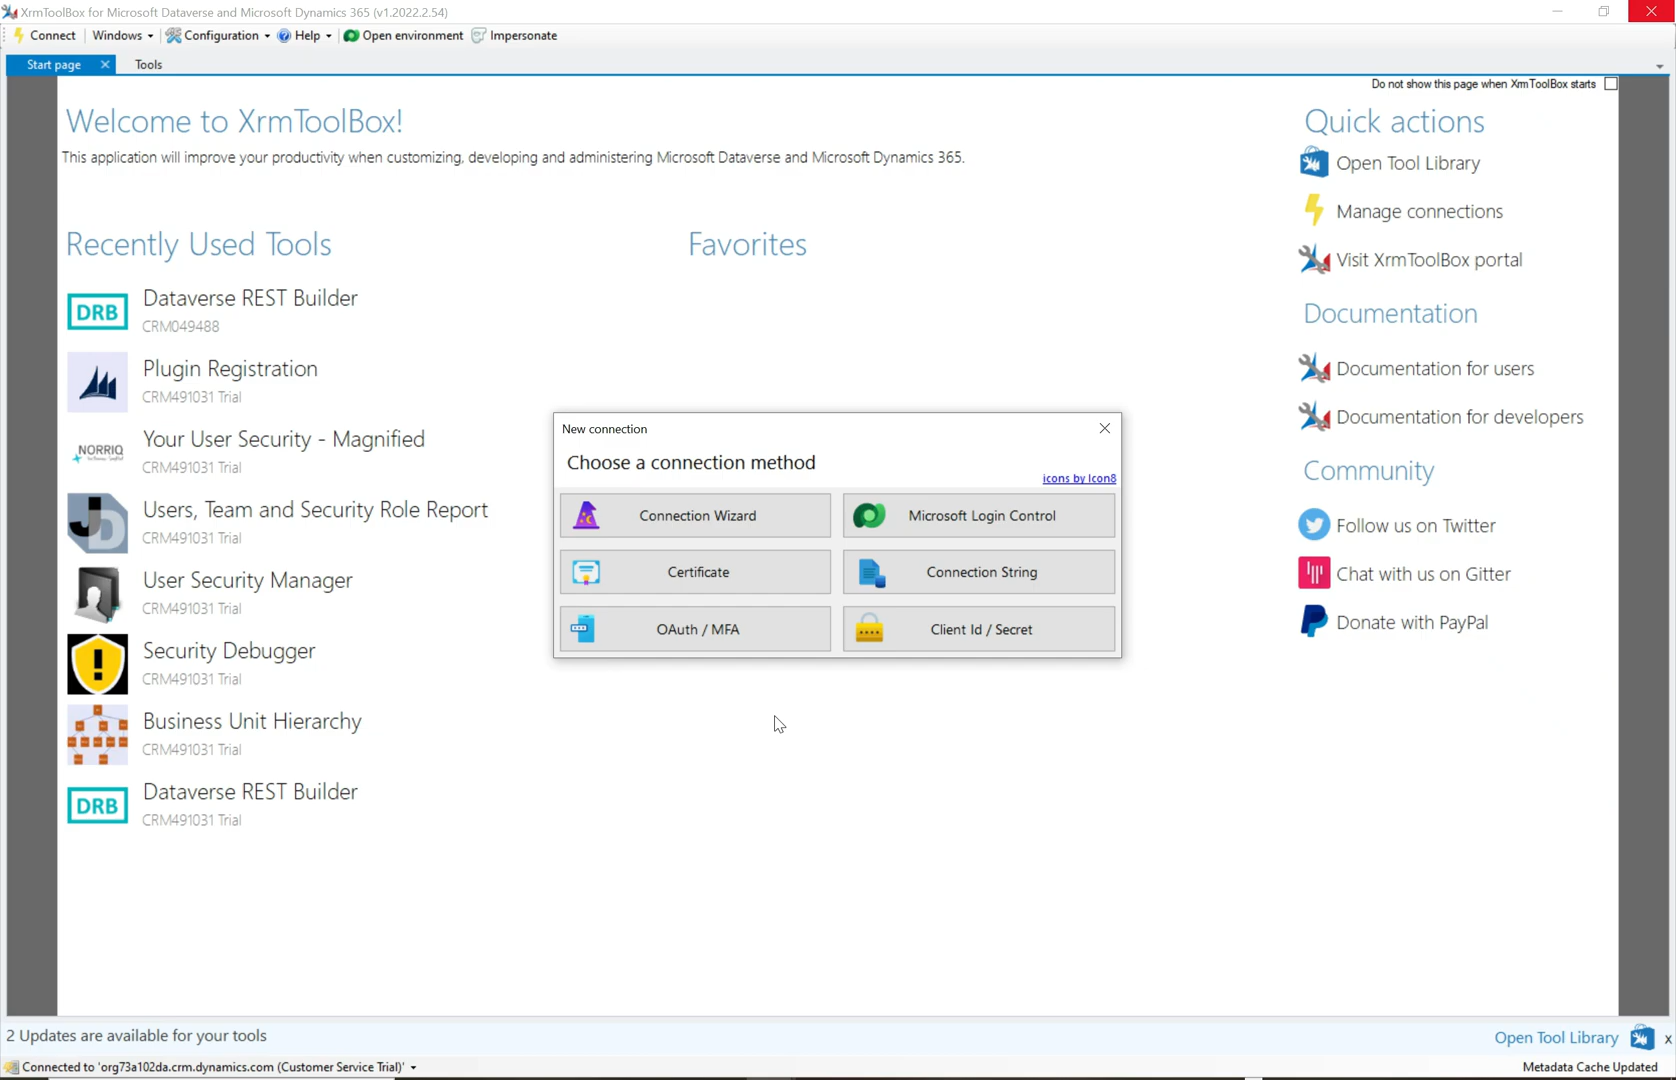 XrmToolBox for Microsoft Dataverse and Microsoft Dynamics 365 (v1.2022.2.54)
Connect Windows Configuration Help Open environment Impersonate
Start page Tools
Do not show this page when XrmToolBox starts
Welcome to XrmToolBox!
This application will improve your productivity when customizing, developing and administering Microsoft Dataverse and Microsoft Dynamics 365.
Recently Used Tools
DRB
Dataverse REST Builder
CRM049488
Plugin Registration
CRM491031 Trial
NORRIQ
Your User Security - Magnified
CRM491031 Trial
JD
Users, Team and Security Role Report
CRM491031 Trial
User Security Manager
CRM491031 Trial
Security Debugger
CRM491031 Trial
Business Unit Hierarchy
CRM491031 Trial
DRB
Dataverse REST Builder
CRM491031 Trial
Favorites
New connection
Choose a connection method
icons by Icon8
Connection Wizard
Microsoft Login Control
Certificate
Connection String
OAuth / MFA
Client Id / Secret
Quick actions
Open Tool Library
Manage connections
Visit XrmToolBox portal
Documentation
Documentation for users
Documentation for developers
Community
Follow us on Twitter
Chat with us on Gitter
Donate with PayPal
2 Updates are available for your tools
Open Tool Library x
Connected to 'org73a102da.crm.dynamics.com (Customer Service Trial)'
Metadata Cache Updated